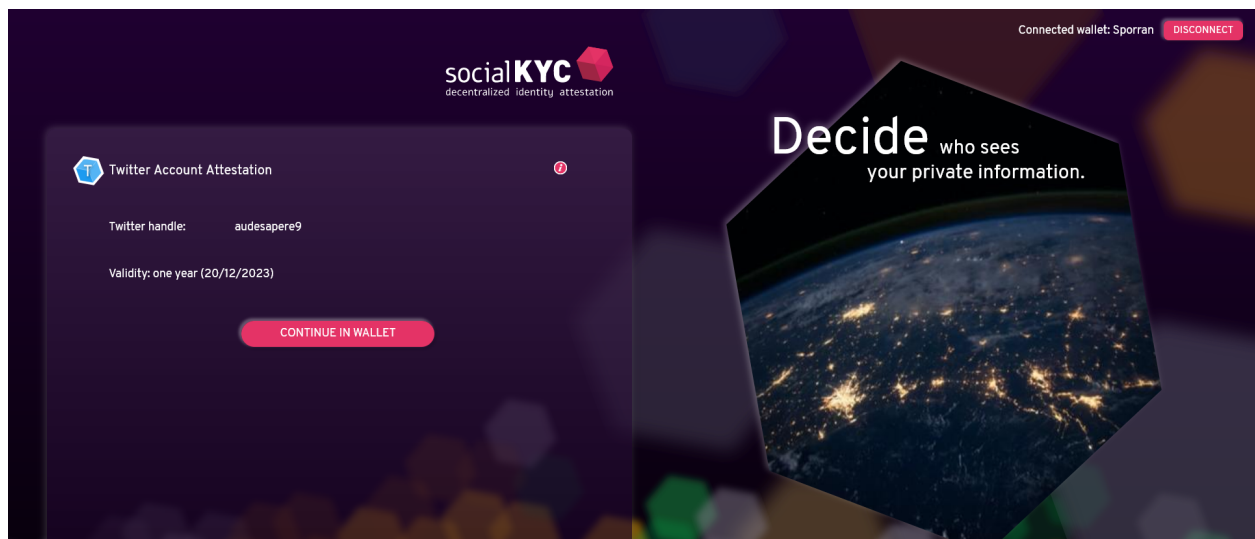 Connected wallet: Sporran DISCONNECT
socialKYC
decentralized identity attestation
T Twitter Account Attestation i
Twitter handle: audesapere9
Validity: one year (20/12/2023)
CONTINUE IN WALLET
Decide who sees
your private information.